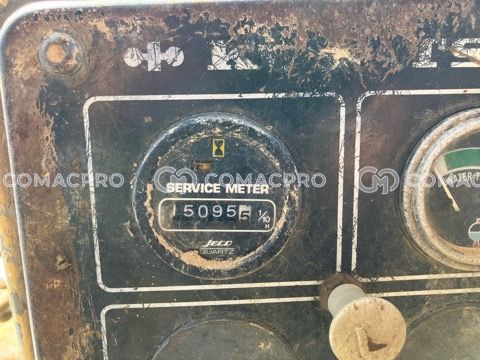 K
COMACPRO COMACPRO COMACPRO
SERVICE METER
15095 5 1/10
H
Jeco
QUARTZ